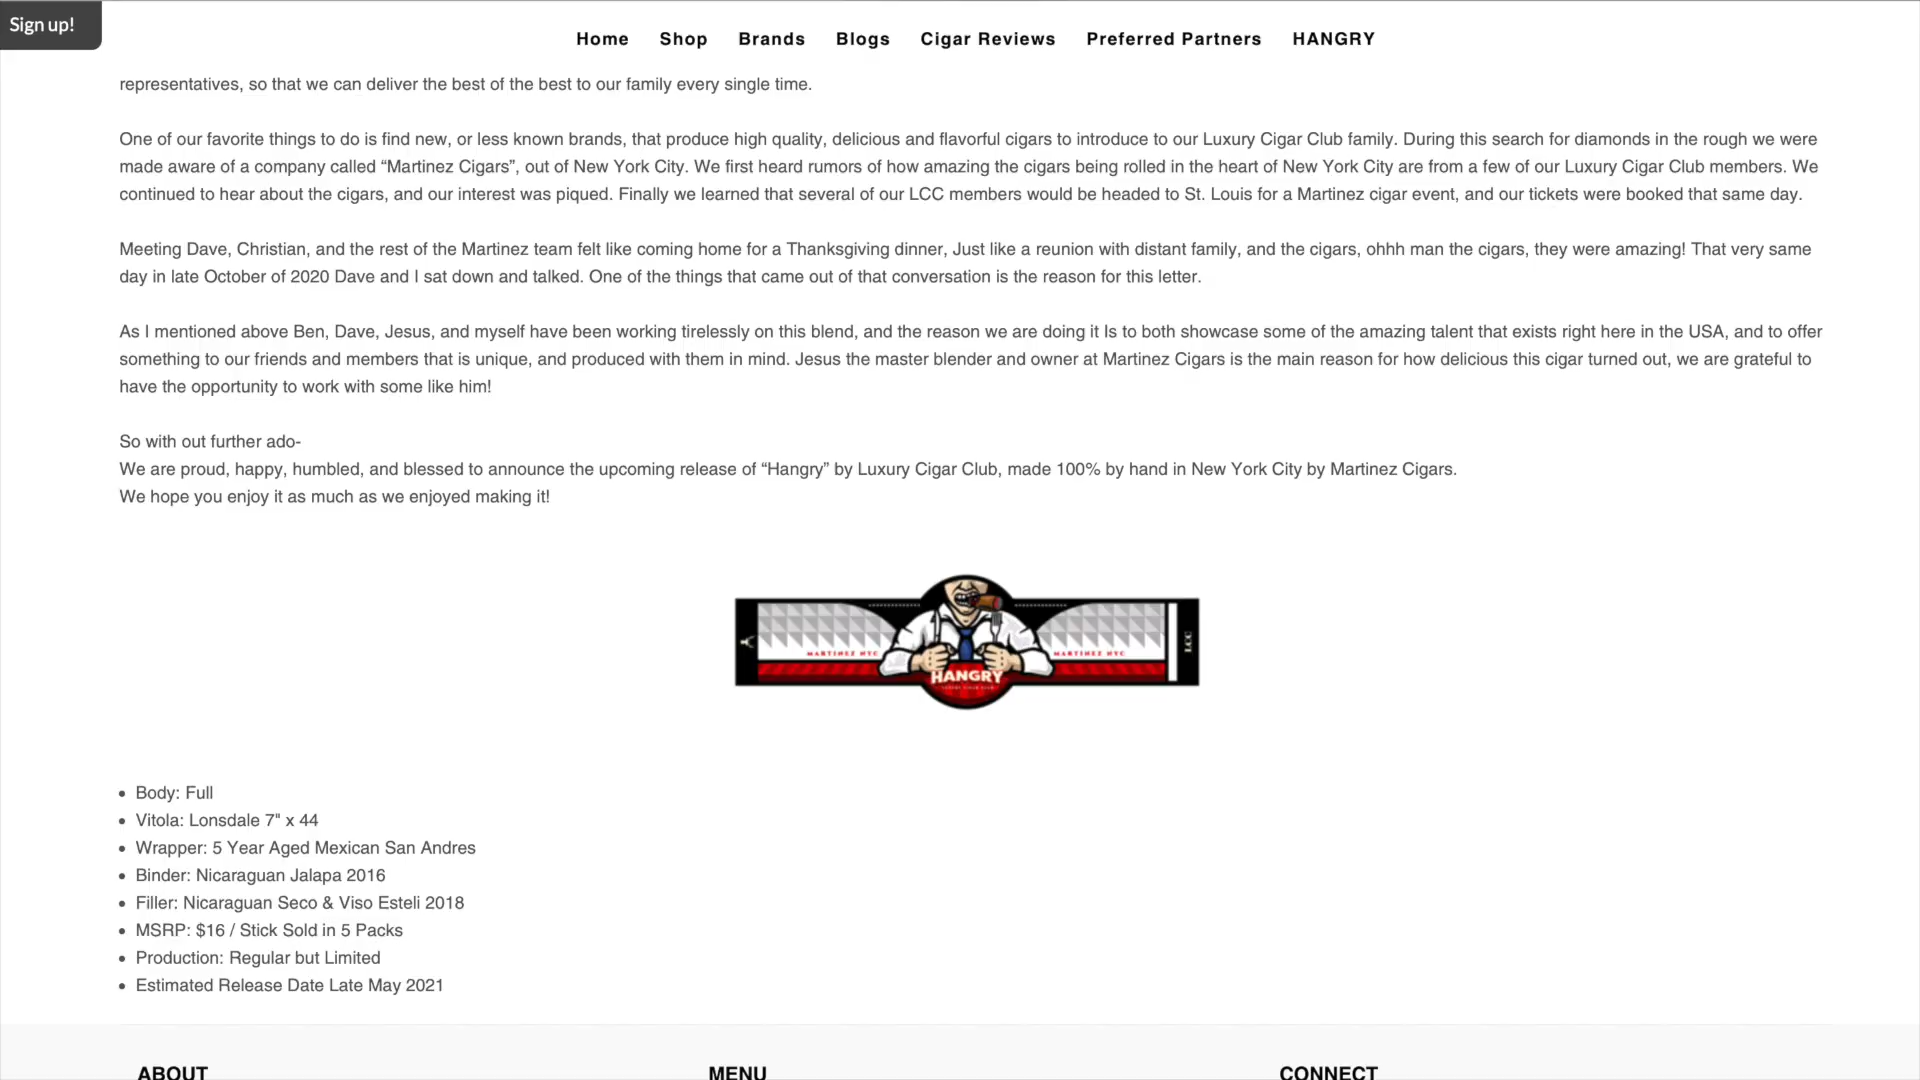 Sign up!
Home Shop Brands Blogs Cigar Reviews Preferred Partners HANGRY
representatives, so that we can deliver the best of the best to our family every single time.
One of our favorite things to do is find new, or less known brands, that produce high quality, delicious and flavorful cigars to introduce to our Luxury Cigar Club family. During this search for diamonds in the rough we were
made aware of a company called “Martinez Cigars”, out of New York City. We first heard rumors of how amazing the cigars being rolled in the heart of New York City are from a few of our Luxury Cigar Club members. We
continued to hear about the cigars, and our interest was piqued. Finally we learned that several of our LCC members would be headed to St. Louis for a Martinez cigar event, and our tickets were booked that same day.
Meeting Dave, Christian, and the rest of the Martinez team felt like coming home for a Thanksgiving dinner, Just like a reunion with distant family, and the cigars, ohhh man the cigars, they were amazing! That very same
day in late October of 2020 Dave and I sat down and talked. One of the things that came out of that conversation is the reason for this letter.
As I mentioned above Ben, Dave, Jesus, and myself have been working tirelessly on this blend, and the reason we are doing it Is to both showcase some of the amazing talent that exists right here in the USA, and to offer
something to our friends and members that is unique, and produced with them in mind. Jesus the master blender and owner at Martinez Cigars is the main reason for how delicious this cigar turned out, we are grateful to
have the opportunity to work with some like him!
So with out further ado-
We are proud, happy, humbled, and blessed to announce the upcoming release of “Hangry” by Luxury Cigar Club, made 100% by hand in New York City by Martinez Cigars.
We hope you enjoy it as much as we enjoyed making it!
MARTINEZ NYC MARTINEZ NYC
LCC
HANGRY
LUXURY CIGAR CLUB
• Body: Full
• Vitola: Lonsdale 7" x 44
• Wrapper: 5 Year Aged Mexican San Andres
• Binder: Nicaraguan Jalapa 2016
• Filler: Nicaraguan Seco & Viso Esteli 2018
• MSRP: $16 / Stick Sold in 5 Packs
• Production: Regular but Limited
• Estimated Release Date Late May 2021
ABOUT MENU CONNECT